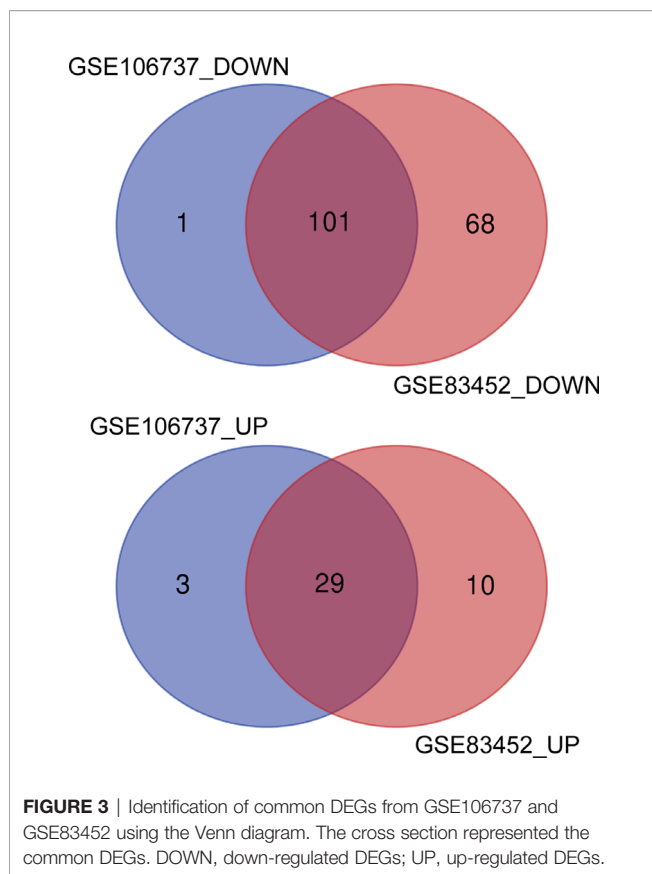 GSE106737_DOWN
1
101
68
GSE83452_DOWN
GSE106737_UP
3
29
10
GSE83452_UP
FIGURE 3 | Identification of common DEGs from GSE106737 and
GSE83452 using the Venn diagram. The cross section represented the
common DEGs. DOWN, down-regulated DEGs; UP, up-regulated DEGs.